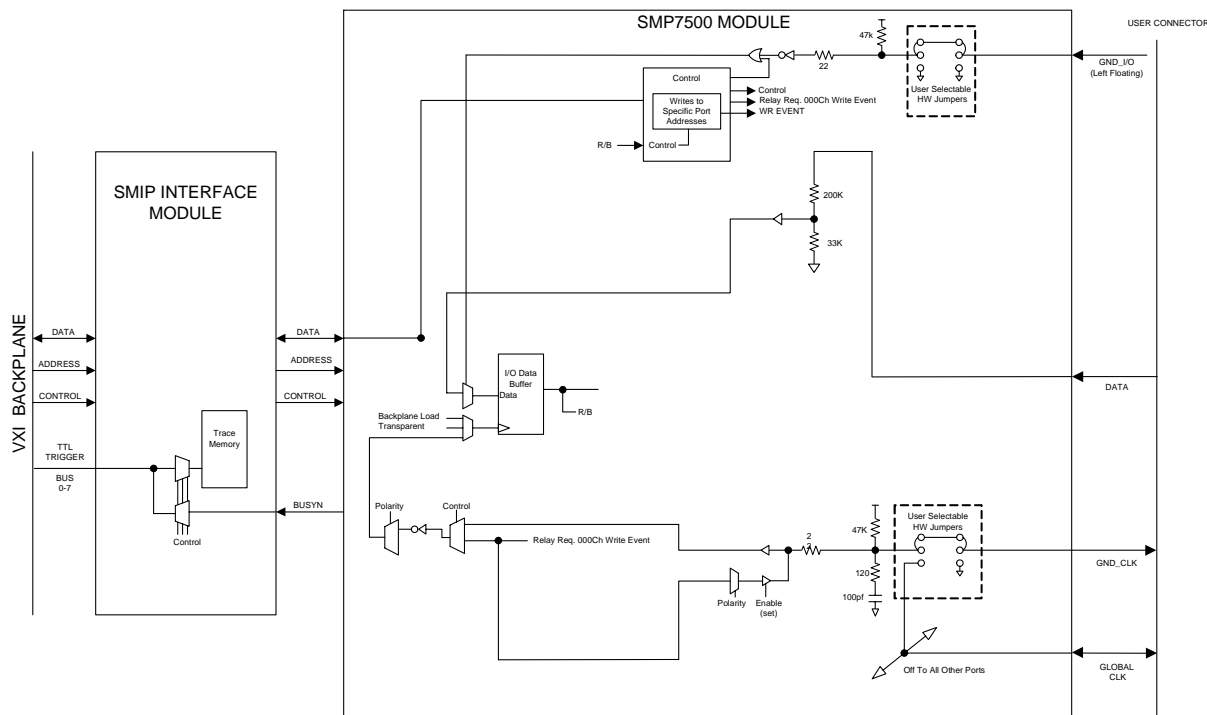 SMP7500 MODULE
USER CONNECTOR
47k
22
GND_I/O
(Left Floating)
User Selectable
HW Jumpers
Control
Control
Relay Req. 000Ch Write Event
WR EVENT
Writes to
Specific Port
Addresses
R/B
Control
SMIP INTERFACE
MODULE
200K
33K
VXI BACKPLANE
DATA
DATA
ADDRESS
ADDRESS
CONTROL
CONTROL
DATA
I/O Data
Buffer
Data
R/B
Backplane Load
Transparent
Trace
Memory
TTL
TRIGGER
BUS
0-7
BUSYN
Control
Polarity
Control
Relay Req. 000Ch Write Event
Polarity
Enable
(set)
2
2
47K
120
100pf
User Selectable
HW Jumpers
GND_CLK
Off To All Other Ports
GLOBAL
CLK